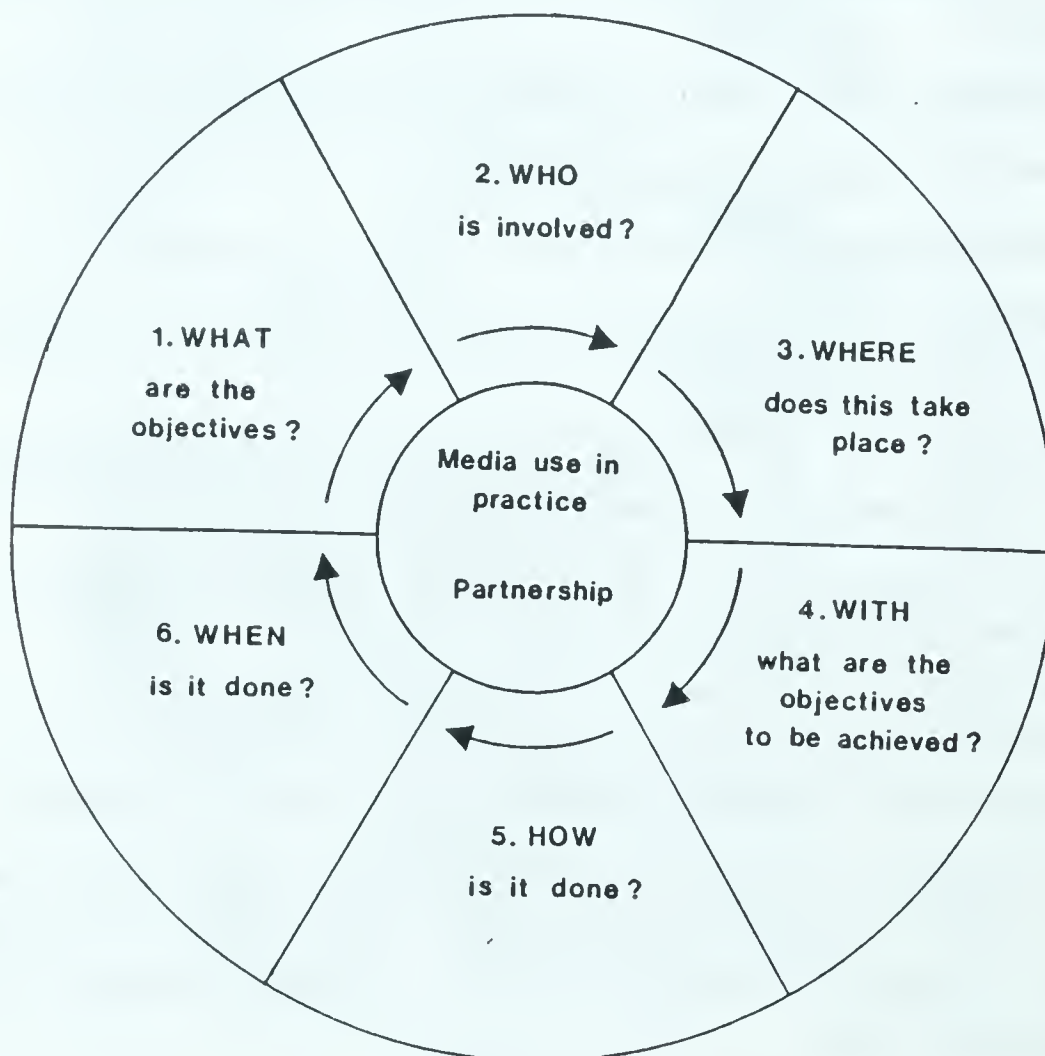 1. WHAT
are the
objectives?
2. WHO
is involved?
3. WHERE
does this take
place?
4. WITH
what are the
objectives
to be achieved?
5. HOW
is it done?
6. WHEN
is it done?
Media use in
practice
Partnership